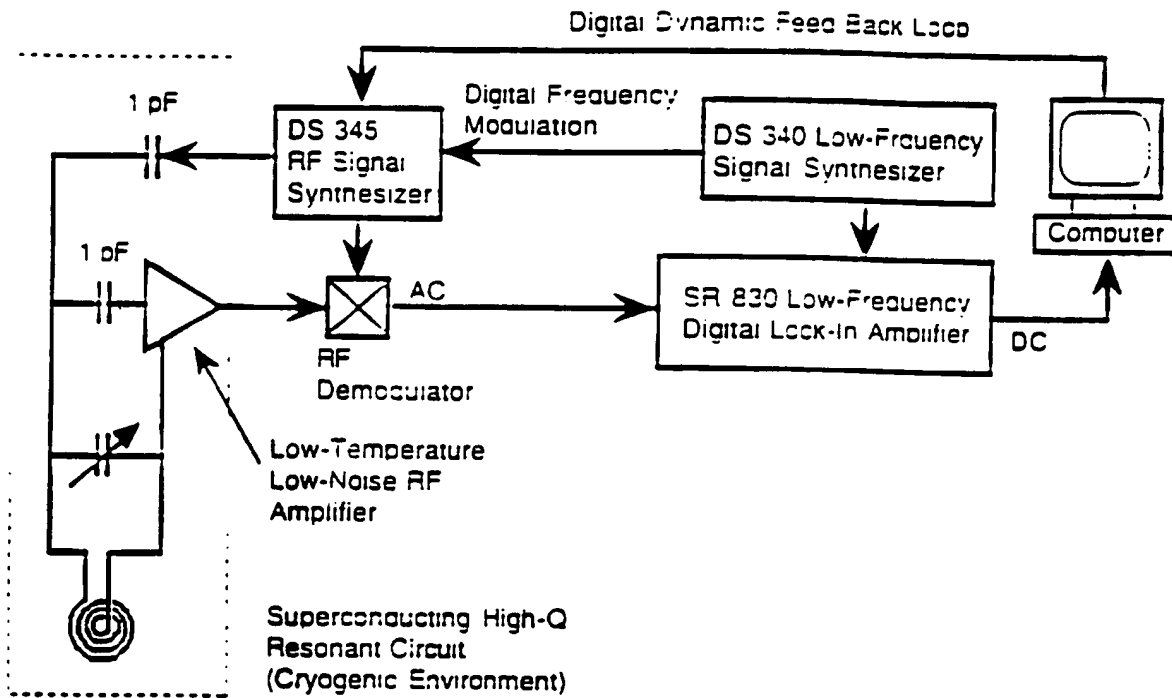 Digital Dynamic Feed Back Loop
1 pF
DS 345
RF Signal
Synthesizer
Digital Frequency
Modulation
DS 340 Low-Frquency
Signal Synthesizer
Computer
1 pF
AC
SR 830 Low-Frequency
Digital Lock-In Amplifier
DC
RF
Demodulator
Low-Temperature
Low-Noise RF
Amplifier
Superconducting High-Q
Resonant Circuit
(Cryogenic Environment)